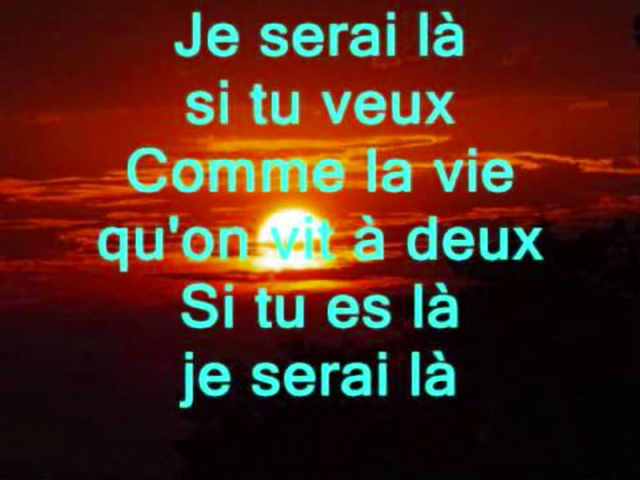 Je serai là
si tu veux
Comme la vie
qu'on vit à deux
Si tu es là
je serai là